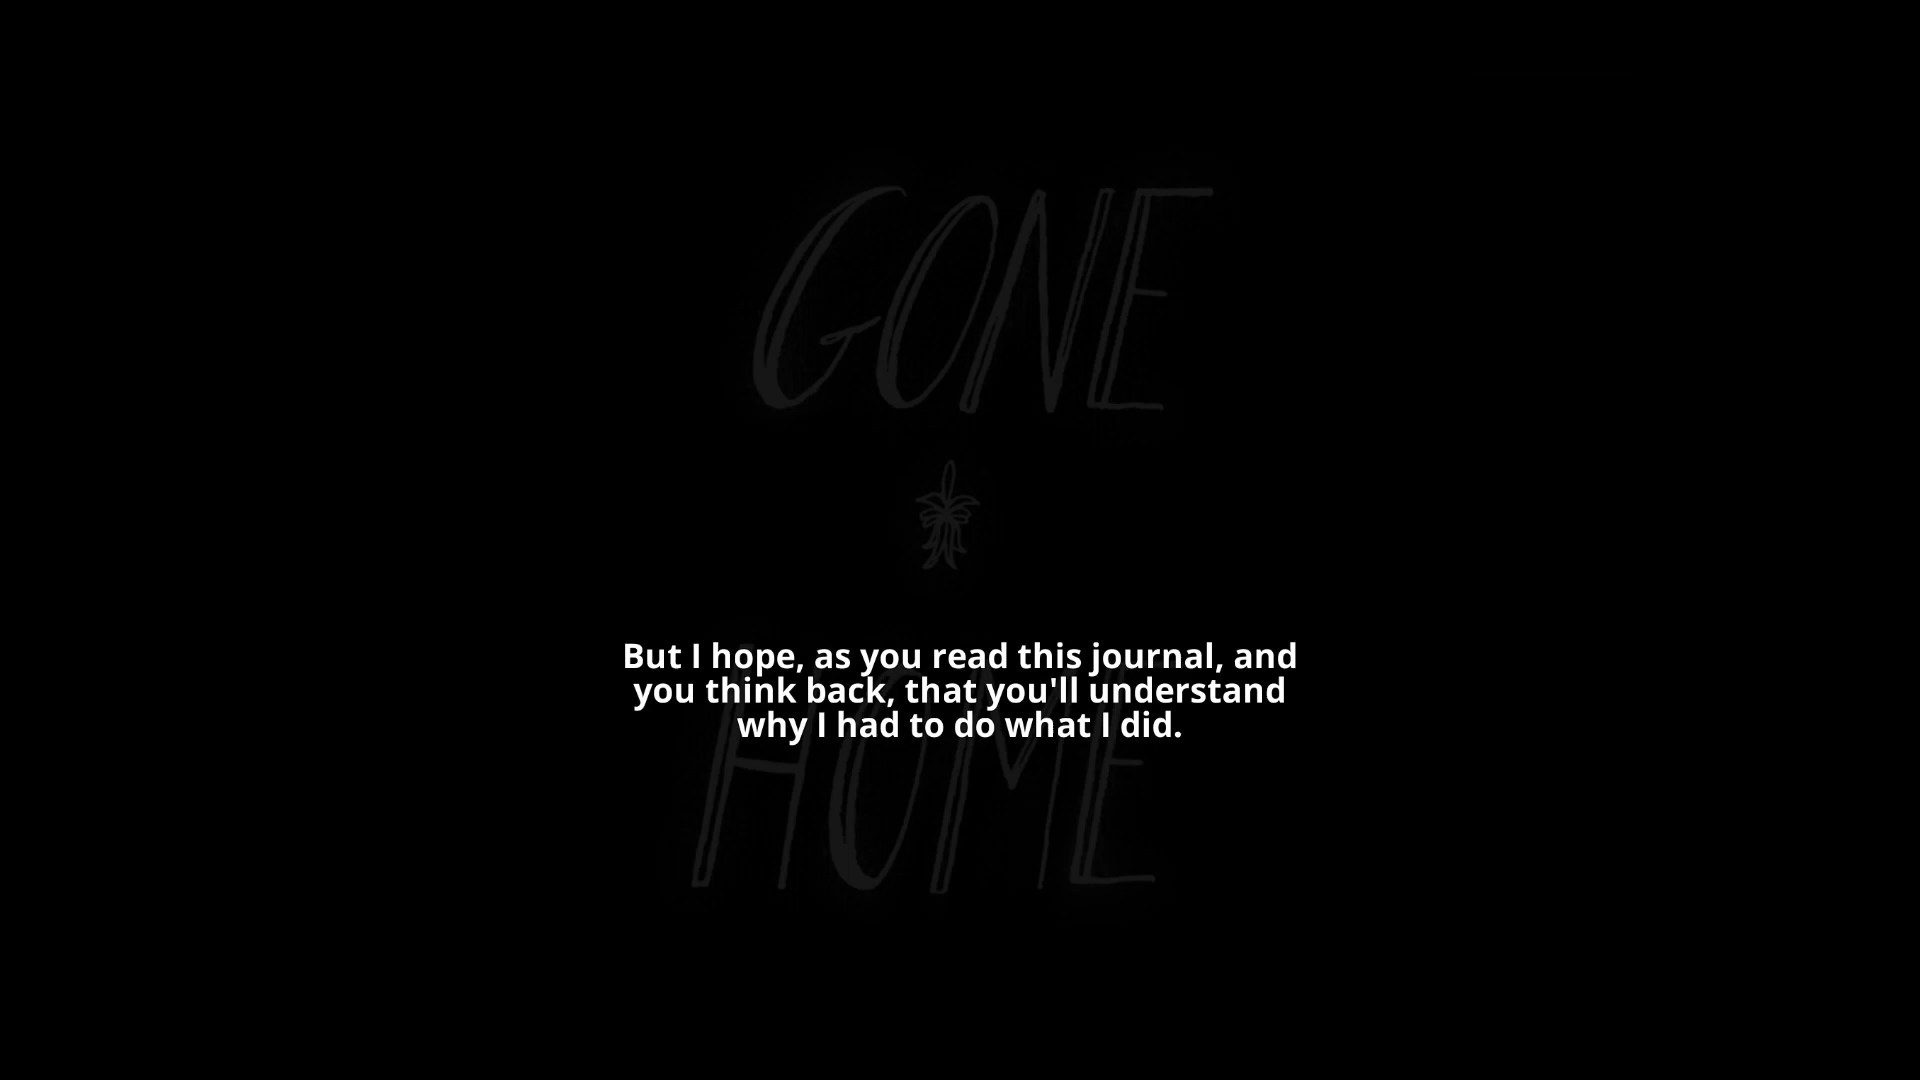 GONE
But I hope, as you read this journal, and
you think back, that you'll understand
why I had to do what I did.
HOME